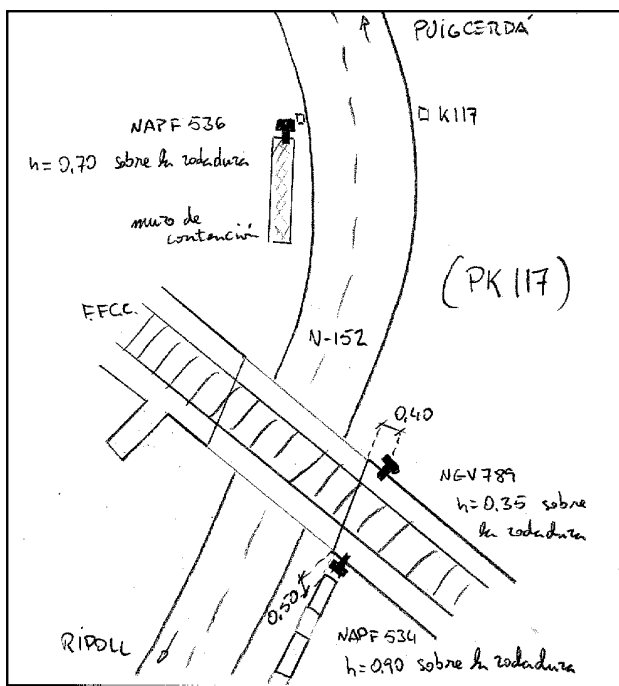 PUIGCERDÁ
K117
NAPF 536
h=0,70 sobre la rodadura
muro de
contención
(PK 117)
F.F.C.C.
N-152
0,40
NGV 789
h=0.35 sobre
la rodadura
0,50
RIPOLL
NAPF 534
h=0.90 sobre la rodadura